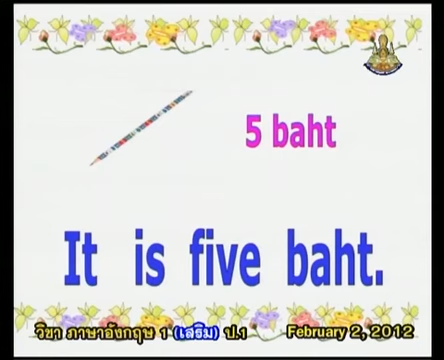 5 baht
It is five baht.
วิชา ภาษาอังกฤษ 1 (เสริม) ป.1 February 2, 2012